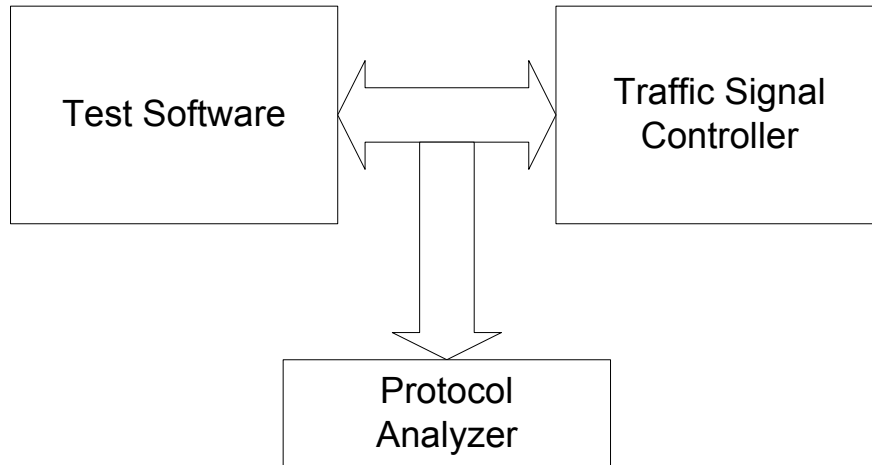 Test Software
Traffic Signal
Controller
Protocol
Analyzer